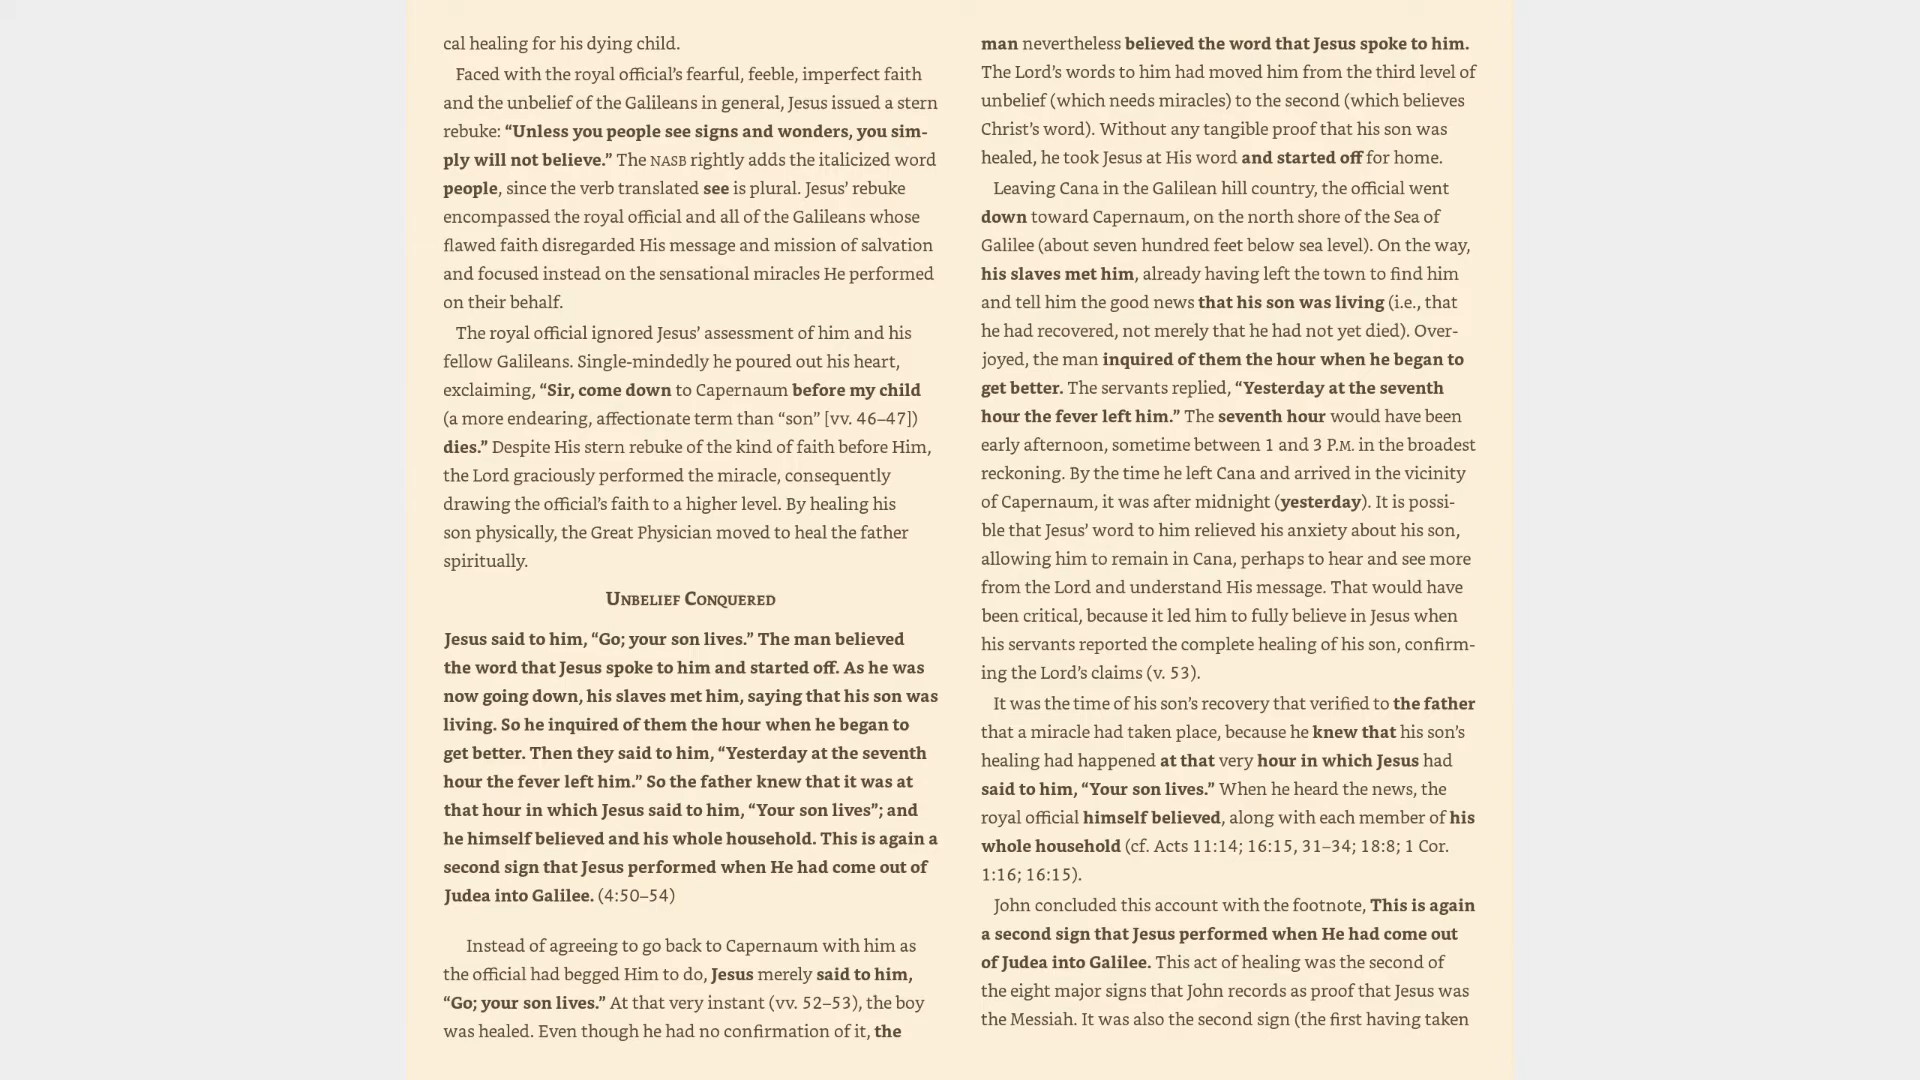 cal healing for his dying child.
Faced with the royal official’s fearful, feeble, imperfect faith
and the unbelief of the Galileans in general, Jesus issued a stern
rebuke: “Unless you people see signs and wonders, you sim-
ply will not believe.” The NASB rightly adds the italicized word
people, since the verb translated see is plural. Jesus’ rebuke
encompassed the royal official and all of the Galileans whose
flawed faith disregarded His message and mission of salvation
and focused instead on the sensational miracles He performed
on their behalf.
The royal official ignored Jesus’ assessment of him and his
fellow Galileans. Single-mindedly he poured out his heart,
exclaiming, “Sir, come down to Capernaum before my child
(a more endearing, affectionate term than “son” [vv. 46–47])
dies.” Despite His stern rebuke of the kind of faith before Him,
the Lord graciously performed the miracle, consequently
drawing the official’s faith to a higher level. By healing his
son physically, the Great Physician moved to heal the father
spiritually.
Unbelief Conquered
Jesus said to him, “Go; your son lives.” The man believed
the word that Jesus spoke to him and started off. As he was
now going down, his slaves met him, saying that his son was
living. So he inquired of them the hour when he began to
get better. Then they said to him, “Yesterday at the seventh
hour the fever left him.” So the father knew that it was at
that hour in which Jesus said to him, “Your son lives”; and
he himself believed and his whole household. This is again a
second sign that Jesus performed when He had come out of
Judea into Galilee. (4:50–54)
Instead of agreeing to go back to Capernaum with him as
the official had begged Him to do, Jesus merely said to him,
“Go; your son lives.” At that very instant (vv. 52–53), the boy
was healed. Even though he had no confirmation of it, the
man nevertheless believed the word that Jesus spoke to him.
The Lord’s words to him had moved him from the third level of
unbelief (which needs miracles) to the second (which believes
Christ’s word). Without any tangible proof that his son was
healed, he took Jesus at His word and started off for home.
Leaving Cana in the Galilean hill country, the official went
down toward Capernaum, on the north shore of the Sea of
Galilee (about seven hundred feet below sea level). On the way,
his slaves met him, already having left the town to find him
and tell him the good news that his son was living (i.e., that
he had recovered, not merely that he had not yet died). Over-
joyed, the man inquired of them the hour when he began to
get better. The servants replied, “Yesterday at the seventh
hour the fever left him.” The seventh hour would have been
early afternoon, sometime between 1 and 3 P.M. in the broadest
reckoning. By the time he left Cana and arrived in the vicinity
of Capernaum, it was after midnight (yesterday). It is possi-
ble that Jesus’ word to him relieved his anxiety about his son,
allowing him to remain in Cana, perhaps to hear and see more
from the Lord and understand His message. That would have
been critical, because it led him to fully believe in Jesus when
his servants reported the complete healing of his son, confirm-
ing the Lord’s claims (v. 53).
It was the time of his son’s recovery that verified to the father
that a miracle had taken place, because he knew that his son’s
healing had happened at that very hour in which Jesus had
said to him, “Your son lives.” When he heard the news, the
royal official himself believed, along with each member of his
whole household (cf. Acts 11:14; 16:15, 31–34; 18:8; 1 Cor.
1:16; 16:15).
John concluded this account with the footnote, This is again
a second sign that Jesus performed when He had come out
of Judea into Galilee. This act of healing was the second of
the eight major signs that John records as proof that Jesus was
the Messiah. It was also the second sign (the first having taken